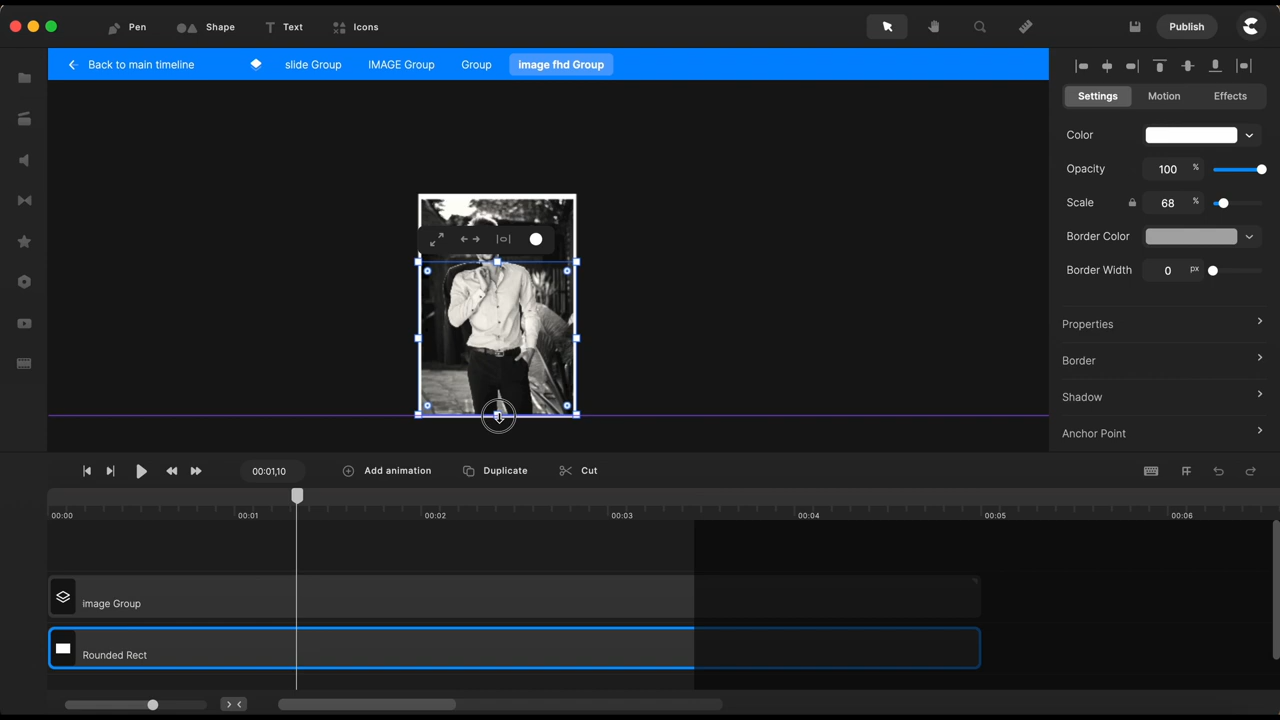 Pen
Shape
Text
Icons
Publish
Back to main timeline
slide Group
IMAGE Group
Group
image fhd Group
Settings
Motion
Effects
Color
Opacity
100 %
Scale
68 %
Border Color
Border Width
0 px
Properties
Border
Shadow
Anchor Point
00:01,10
Add animation
Duplicate
Cut
00:00
00:01
00:02
00:03
00:04
00:05
00:06
image Group
Rounded Rect